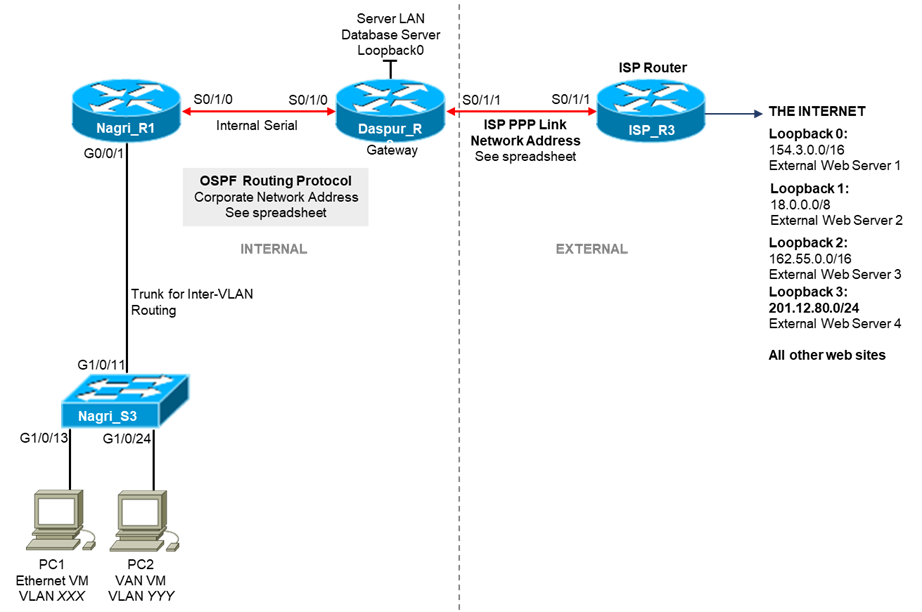 Server LAN
Database Server
Loopback0
ISP Router
S0/1/0
S0/1/0
S0/1/1
S0/1/1
Nagri_R1
Internal Serial
Daspur_R
Gateway
ISP PPP Link
Network Address
See spreadsheet
ISP_R3
G0/0/1
OSPF Routing Protocol
Corporate Network Address
See spreadsheet
INTERNAL
EXTERNAL
THE INTERNET
Loopback 0:
154.3.0.0/16
External Web Server 1
Loopback 1:
18.0.0.0/8
External Web Server 2
Loopback 2:
162.55.0.0/16
External Web Server 3
Loopback 3:
201.12.80.0/24
External Web Server 4
All other web sites
Trunk for Inter-VLAN
Routing
G1/0/11
Nagri_S3
G1/0/13
G1/0/24
PC1
Ethernet VM
VLAN XXX
PC2
VAN VM
VLAN YYY